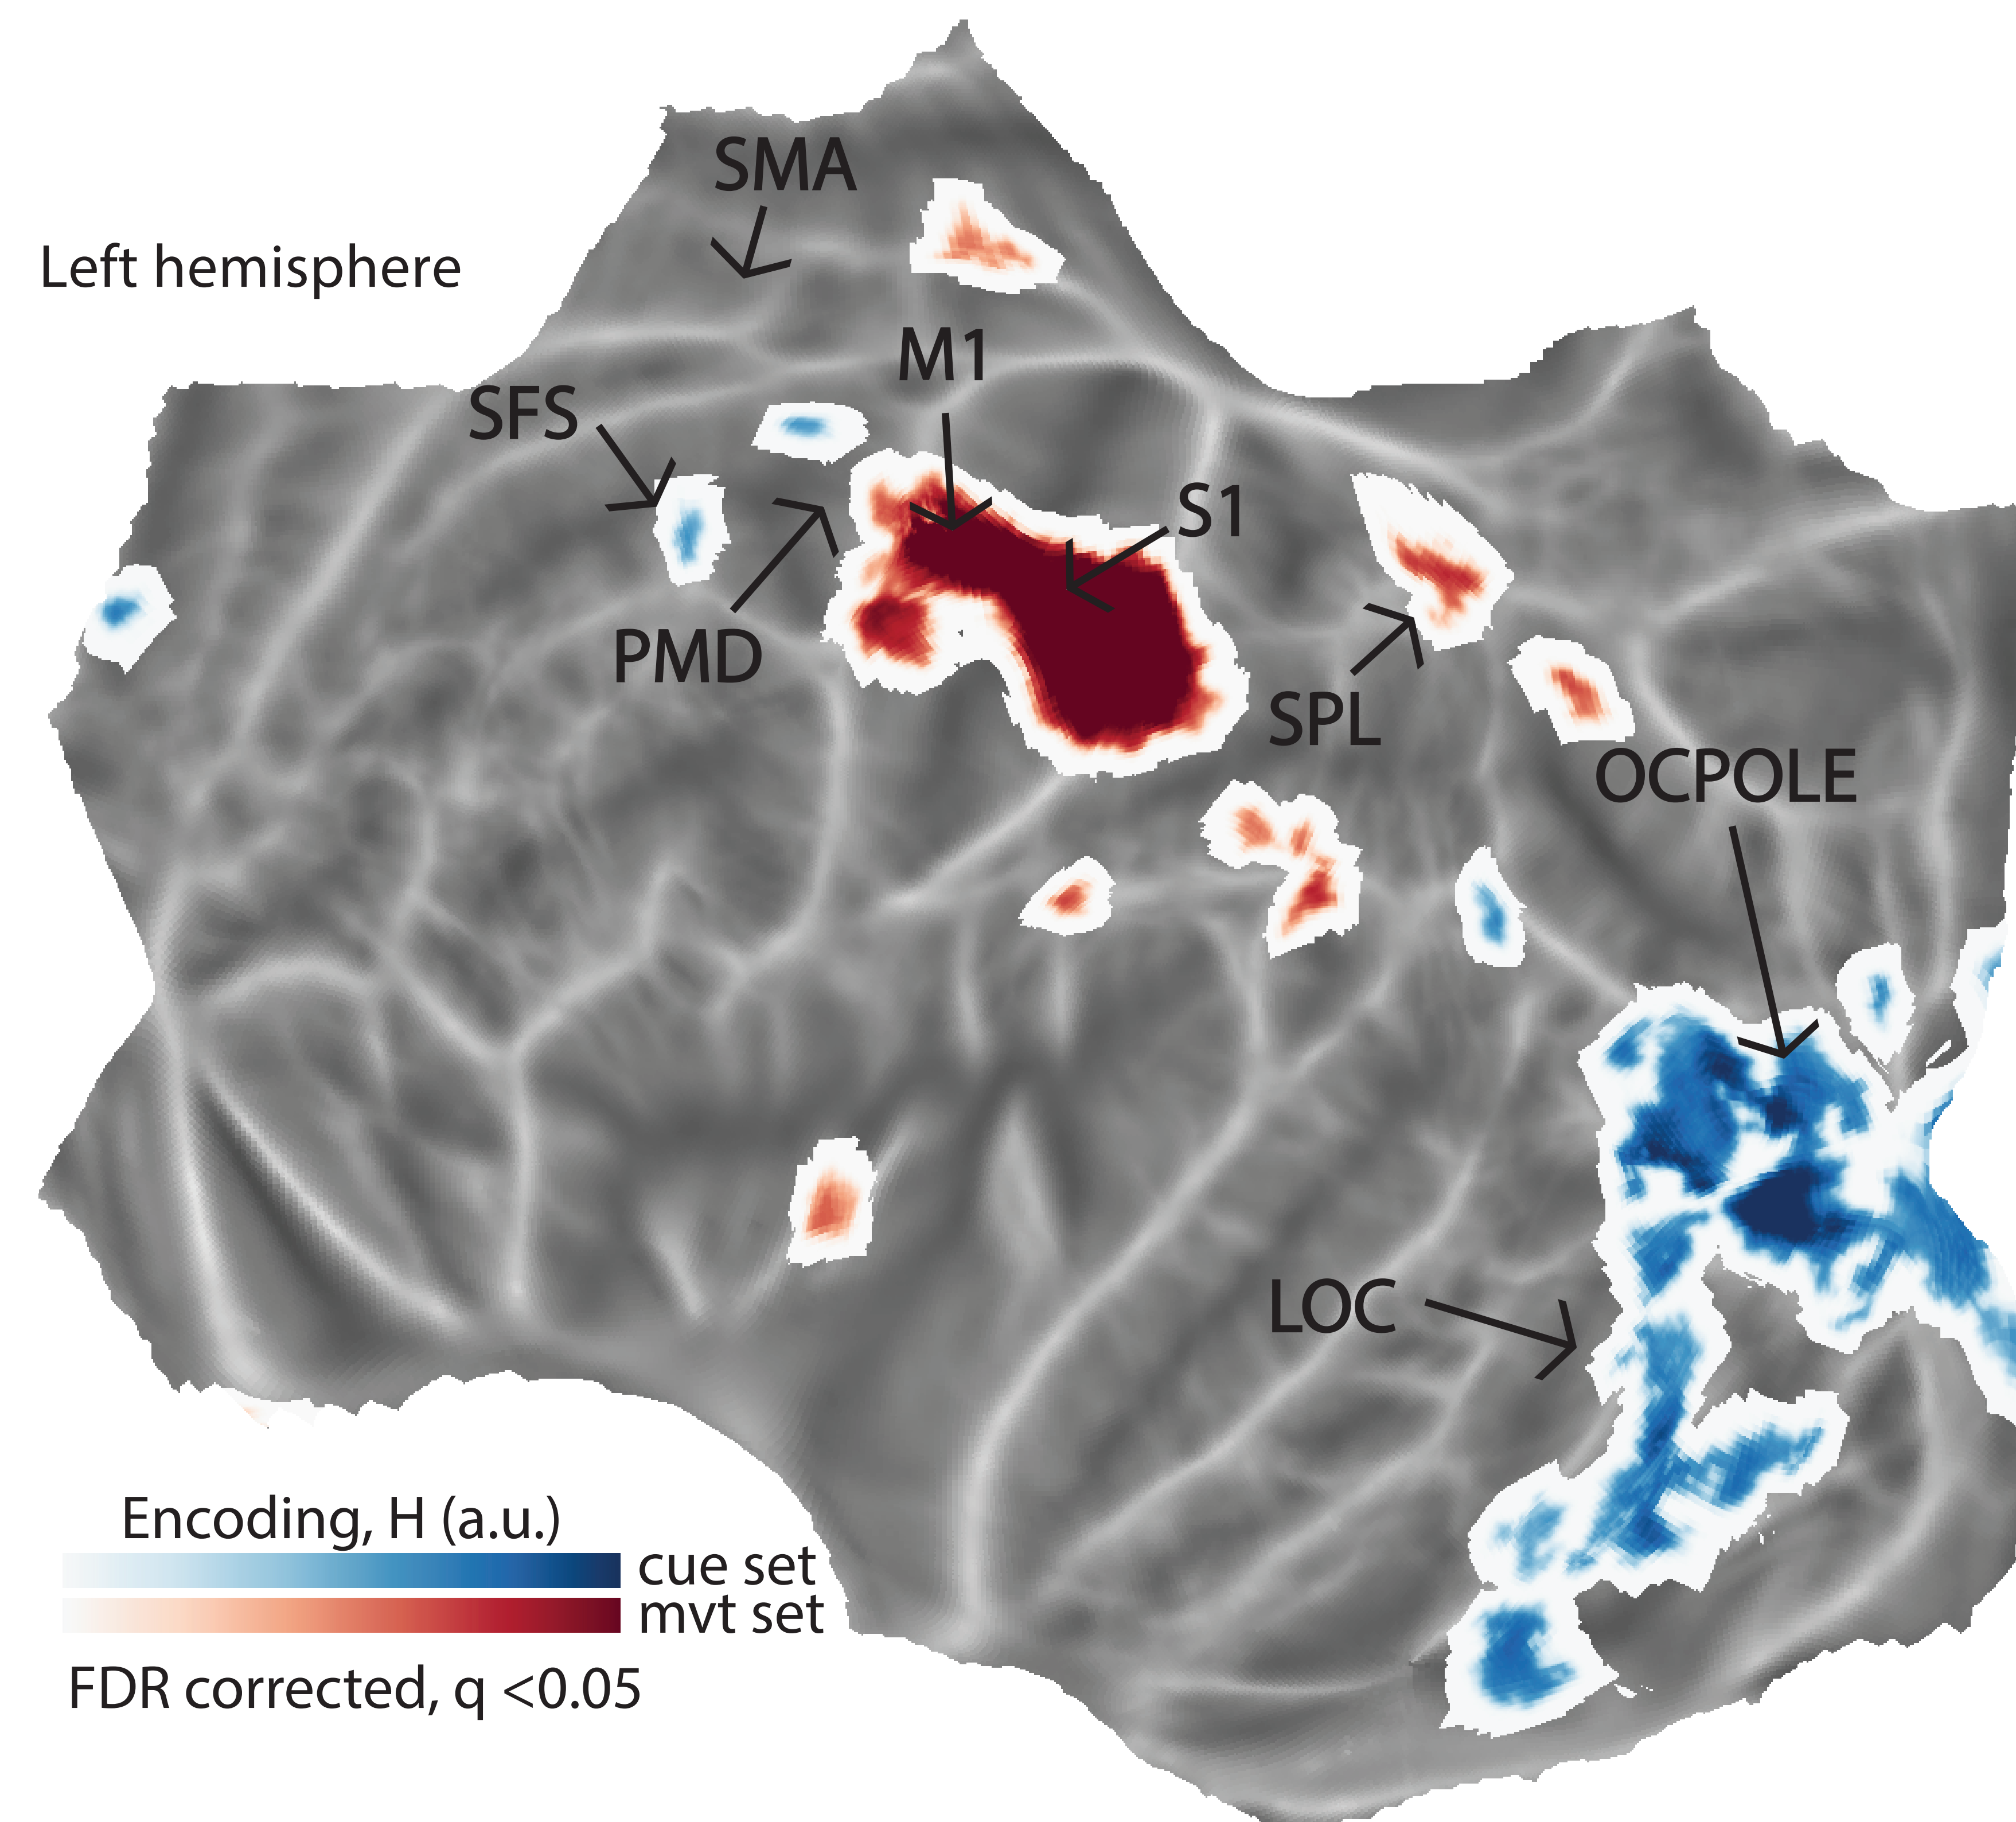 SMA
Left hemisphere
M1
SFS
S1
PMD
SPL
OCPOLE
LOC
Encoding, H (a.u.)
cue set
mvt set
FDR corrected, q <0.05